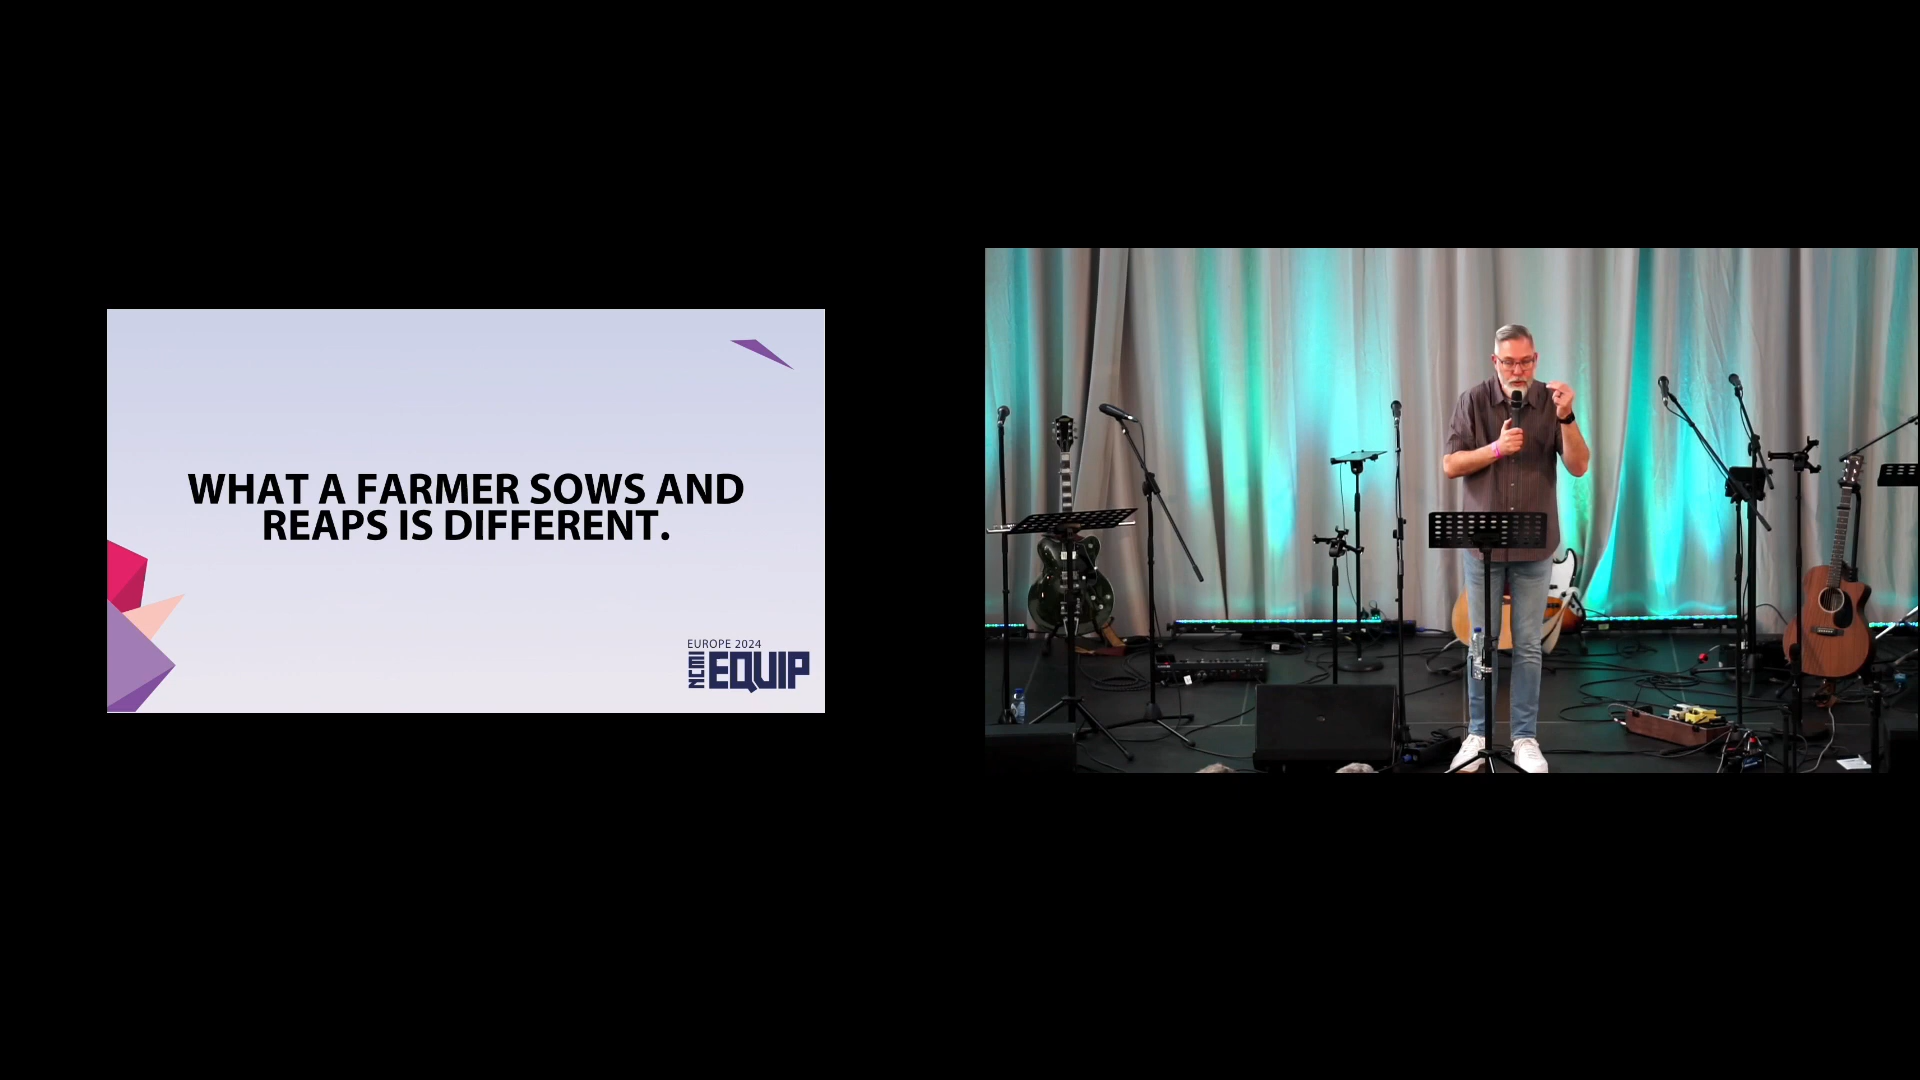 WHAT A FARMER SOWS AND
REAPS IS DIFFERENT.
EUROPE 2024
NCMI EQUIP